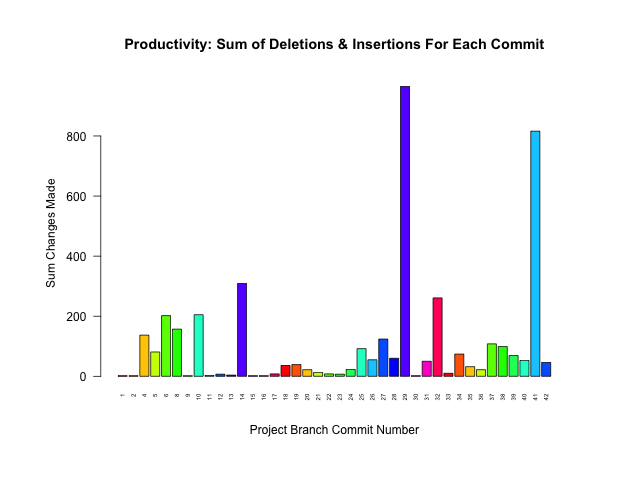 Productivity: Sum of Deletions & Insertions For Each Commit
Sum Changes Made
800
600
400
200
0
1 2 4 5 6 8 9 10 11 12 13 14 15 16 17 18 19 20 21 22 23 24 25 26 27 28 29 30 31 32 33 34 35 36 37 38 39 40 41 42
Project Branch Commit Number